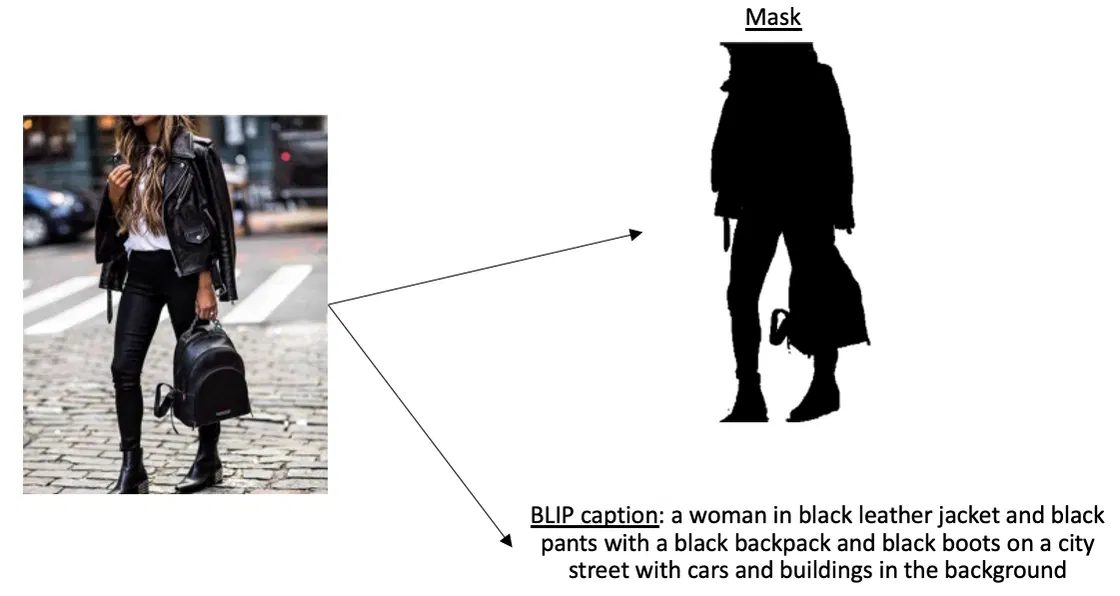 Mask
BLIP caption: a woman in black leather jacket and black
pants with a black backpack and black boots on a city
street with cars and buildings in the background